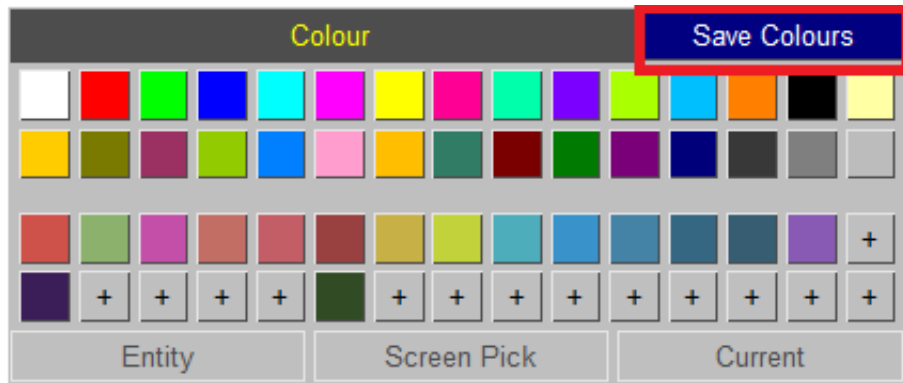 Colour Save Colours
+
+ + + + + + + + + + + + +
Entity Screen Pick Current